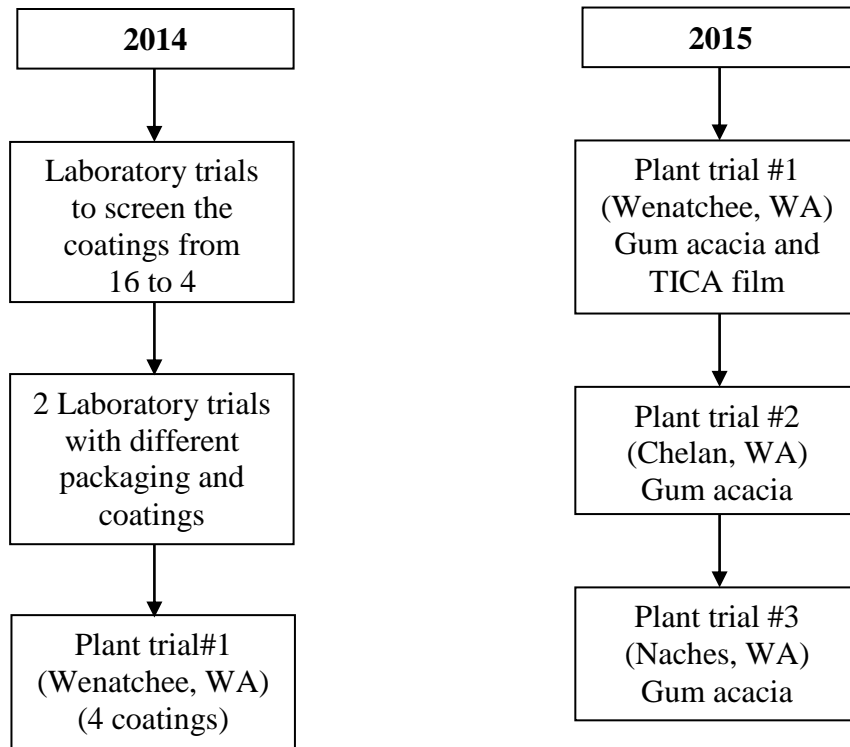 2014
Laboratory trials
to screen the
coatings from
16 to 4
2 Laboratory trials
with different
packaging and
coatings
Plant trial#1
(Wenatchee, WA)
(4 coatings)
2015
Plant trial #1
(Wenatchee, WA)
Gum acacia and
TICA film
Plant trial #2
(Chelan, WA)
Gum acacia
Plant trial #3
(Naches, WA)
Gum acacia